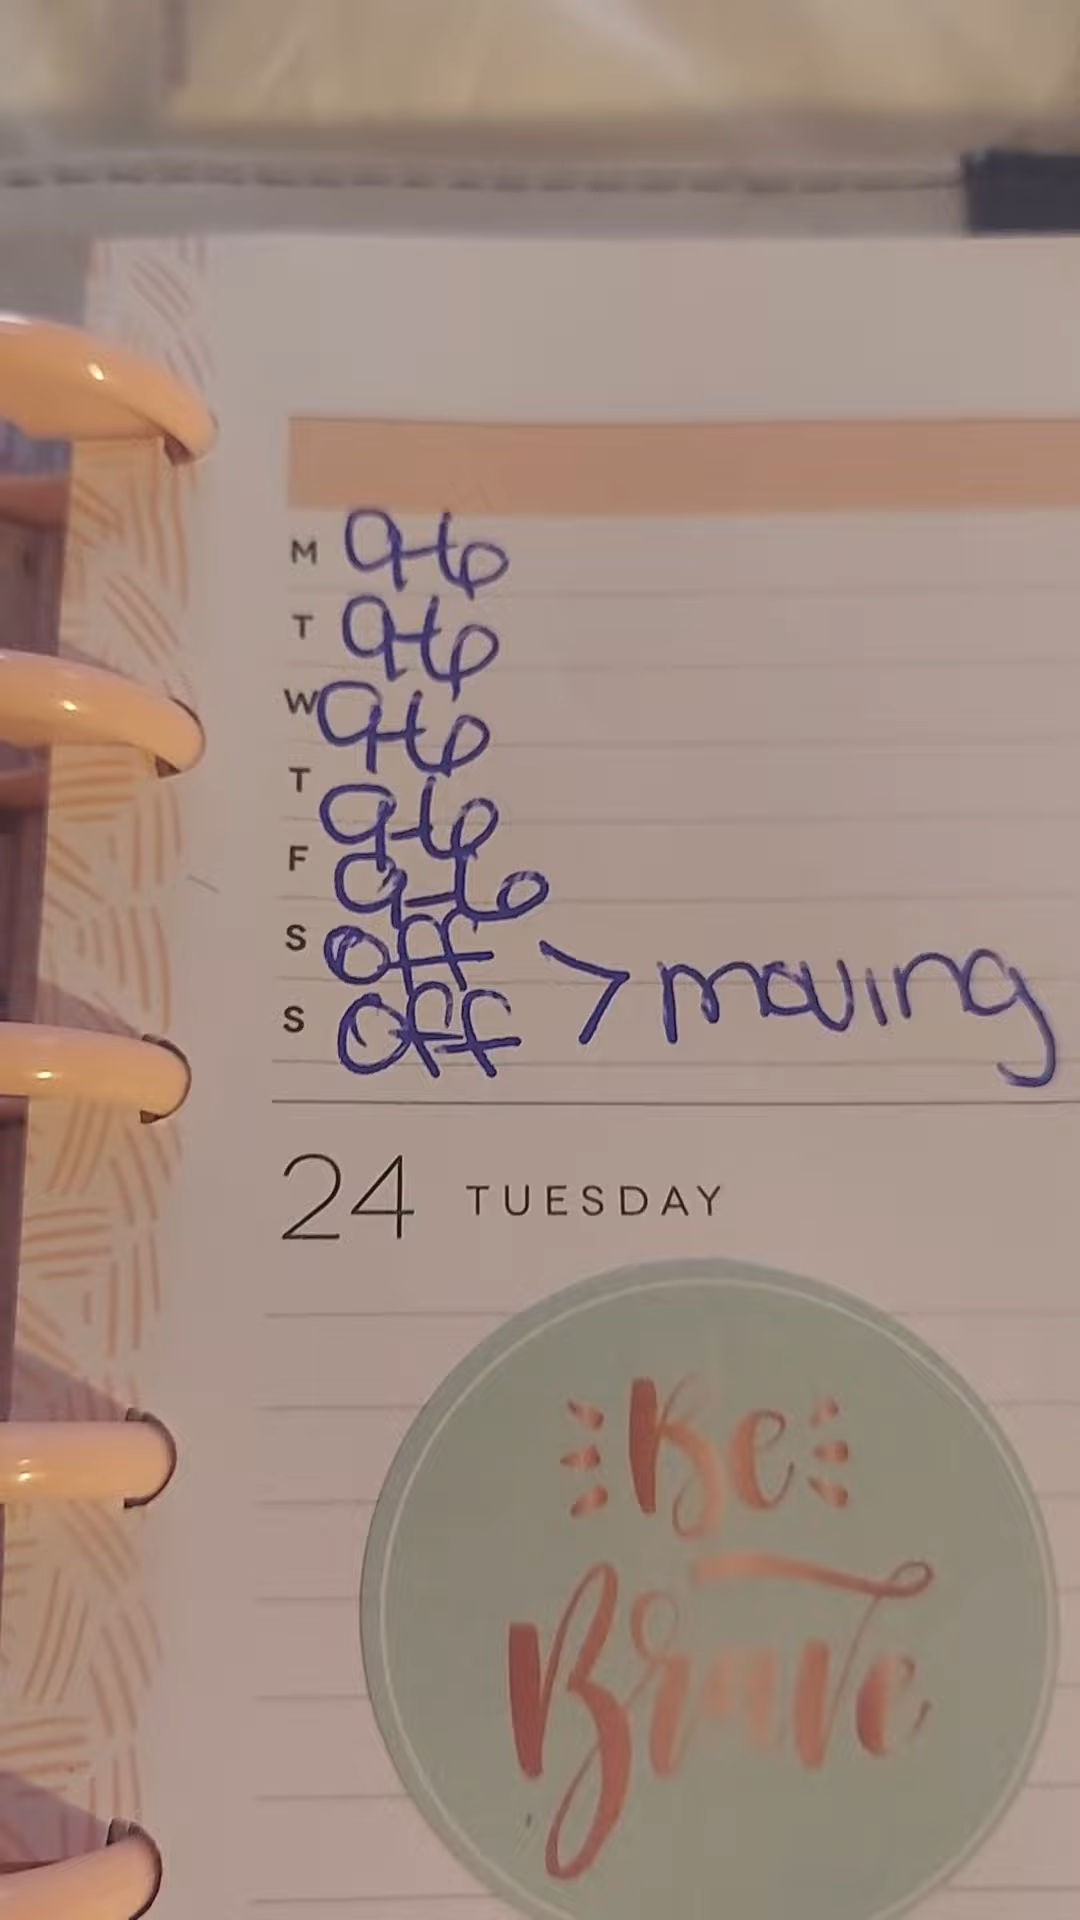 M 9-6
T 9-6
W 9-6
T 9-6
F 9-6
S off
S off > moving
24 TUESDAY
Be
Brave